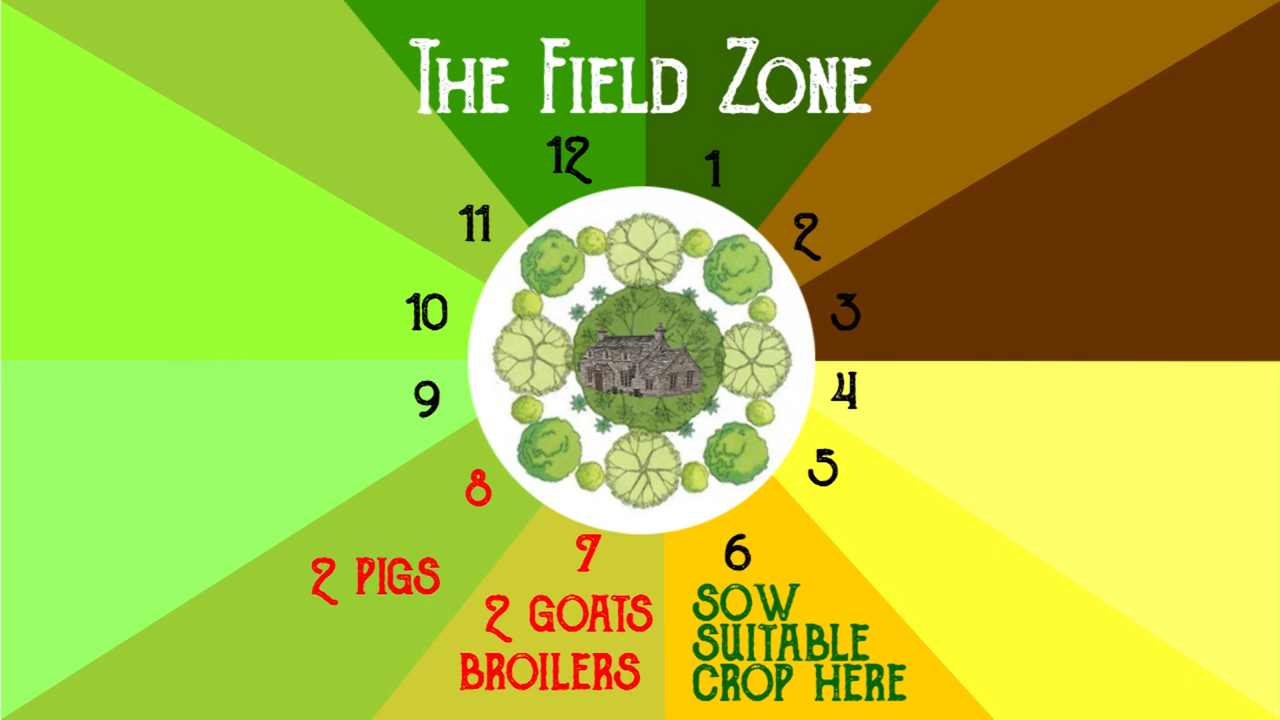 The Field Zone
12
1
11
2
10
3
9
4
8
5
7
6
2 PIGS
2 GOATS
BROILERS
SOW
SUITABLE
CROP HERE